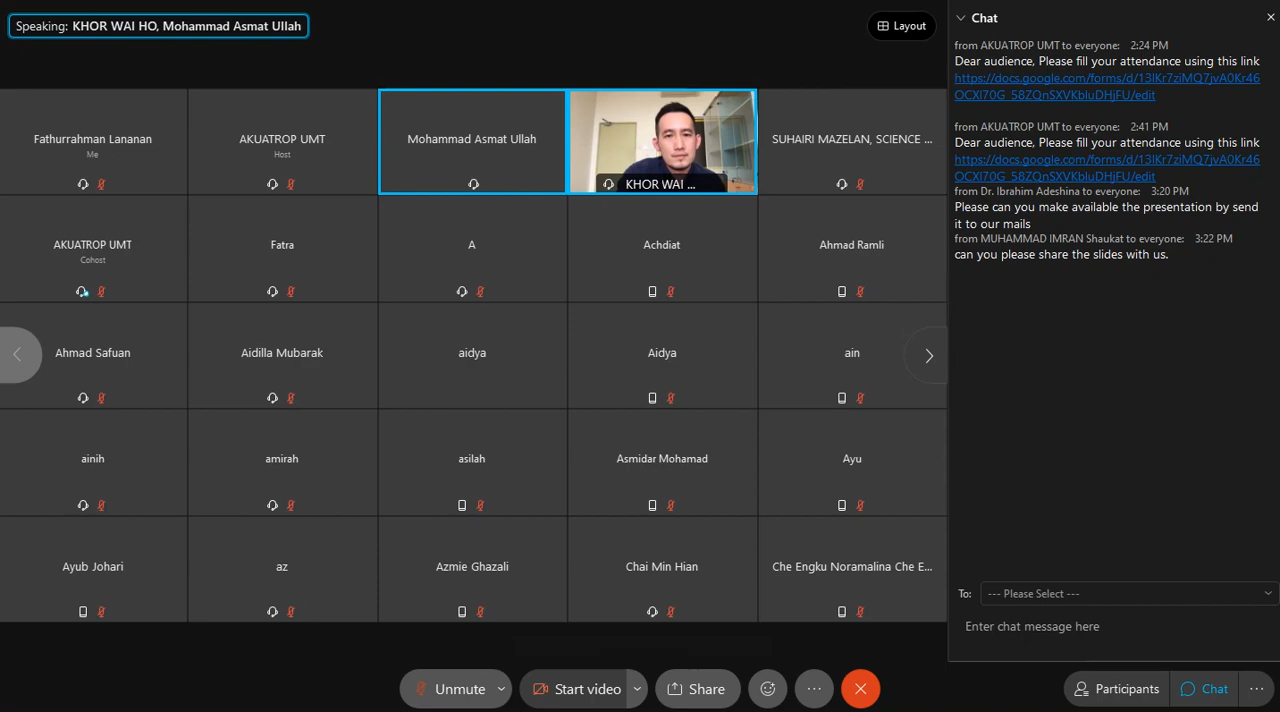 Speaking: KHOR WAI HO, Mohammad Asmat Ullah
Layout
Fathurrahman Lananan
Me
AKUATROP UMT
Host
Mohammad Asmat Ullah
KHOR WAI ...
SUHAIRI MAZELAN, SCIENCE ...
AKUATROP UMT
Cohost
Fatra
A
Achdiat
Ahmad Ramli
Ahmad Safuan
Aidilla Mubarak
aidya
Aidya
ain
ainih
amirah
asilah
Asmidar Mohamad
Ayu
Ayub Johari
az
Azmie Ghazali
Chai Min Hian
Che Engku Noramalina Che E...
Unmute
Start video
Share
Chat
from AKUATROP UMT to everyone: 2:24 PM
Dear audience, Please fill your attendance using this link
https://docs.google.com/forms/d/13IKr7ziMQ7jvA0Kr46
OCXl70G_58ZQnSXVKbluDHjFU/edit
from AKUATROP UMT to everyone: 2:41 PM
Dear audience, Please fill your attendance using this link
https://docs.google.com/forms/d/13IKr7ziMQ7jvA0Kr46
OCXl70G_58ZQnSXVKbluDHjFU/edit
from Dr. Ibrahim Adeshina to everyone: 3:20 PM
Please can you make available the presentation by send
it to our mails
from MUHAMMAD IMRAN Shaukat to everyone: 3:22 PM
can you please share the slides with us.
To: --- Please Select ---
Enter chat message here
Participants
Chat